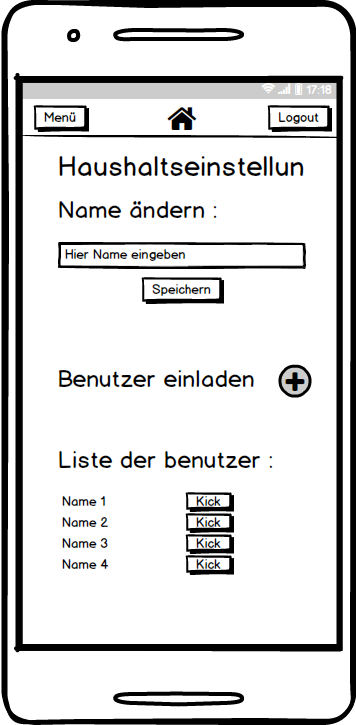 17:18
Menü Logout
Haushaltseinstellun
Name ändern :
Hier Name eingeben
Speichern
Benutzer einladen
Liste der benutzer :
Name 1 Kick
Name 2 Kick
Name 3 Kick
Name 4 Kick